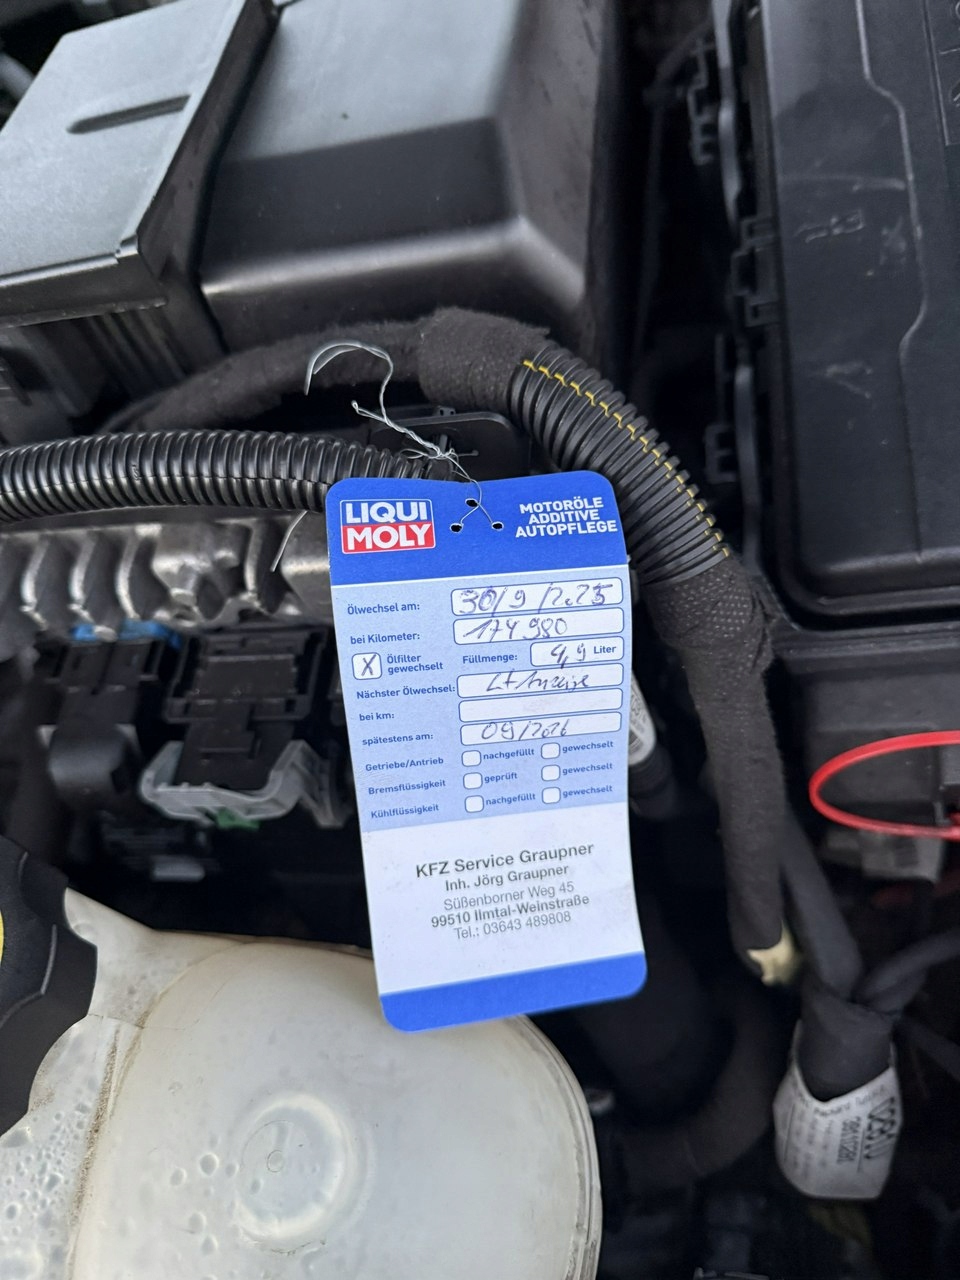 LIQUI
MOLY
MOTORÖLE
ADDITIVE
AUTOPFLEGE
Ölwechsel am: 30/9/2025
bei Kilometer: 174 980
X Ölfilter gewechselt Füllmenge: 4,9 Liter
Nächster Ölwechsel: Lt Anzeige
bei km:
spätestens am: 09/2026
Getriebe/Antrieb nachgefüllt gewechselt
Bremsflüssigkeit geprüft gewechselt
Kühlflüssigkeit nachgefüllt gewechselt
KFZ Service Graupner
Inh. Jörg Graupner
Süßenborner Weg 45
99510 Ilmtal-Weinstraße
Tel.: 03643 489808